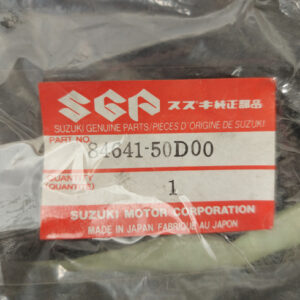 SGP スズキ純正部品
SUZUKI GENUINE PARTS/PIECES D'ORIGINE DE SUZUKI
PART NO.
84641-50D00
QUANTITY
(QUANTITE)
1
SUZUKI MOTOR CORPORATION
MADE IN JAPAN FABRIQUE AU JAPON